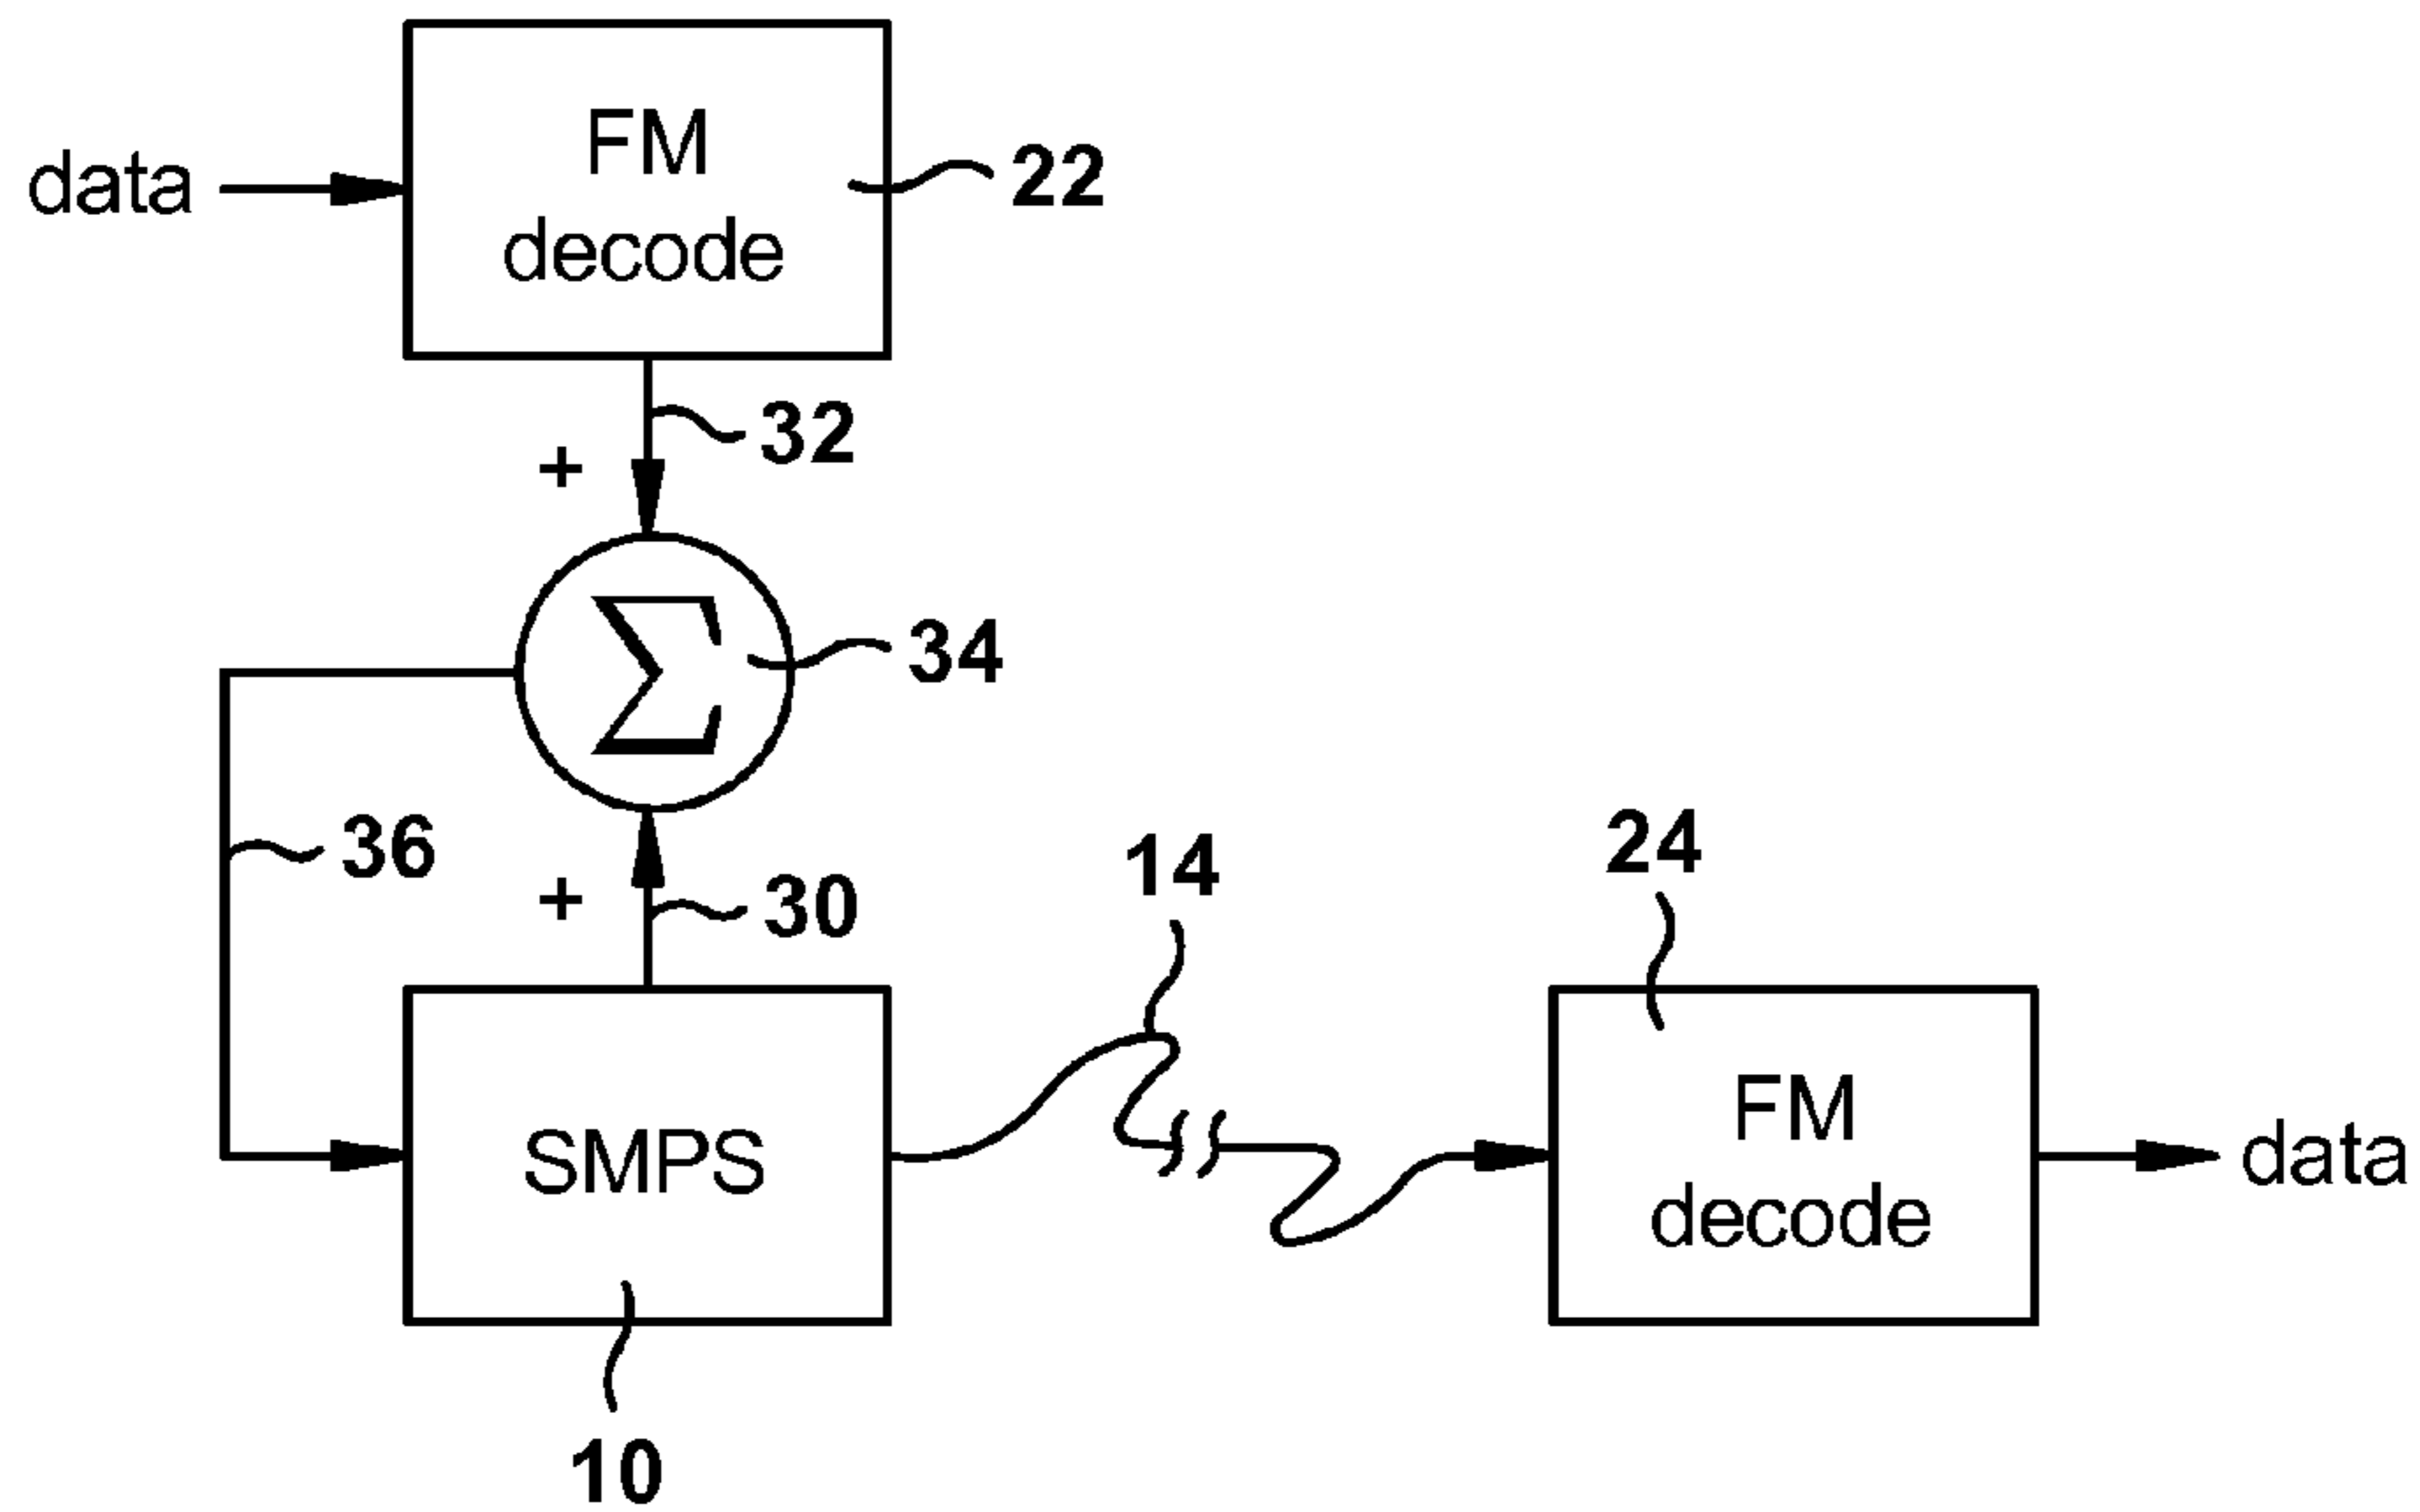 FM
data
22
decode
32
+
Σ
34
36
14
24
+
30
FM
SMPS
data
decode
10